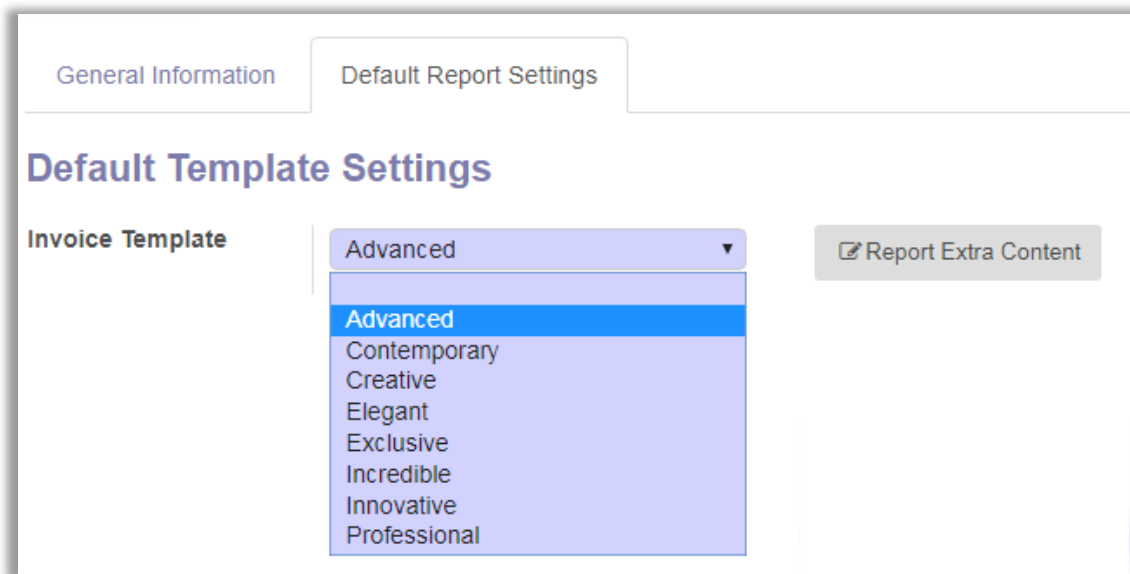 General Information
Default Report Settings
Default Template Settings
Invoice Template
Advanced
Report Extra Content
Advanced
Contemporary
Creative
Elegant
Exclusive
Incredible
Innovative
Professional